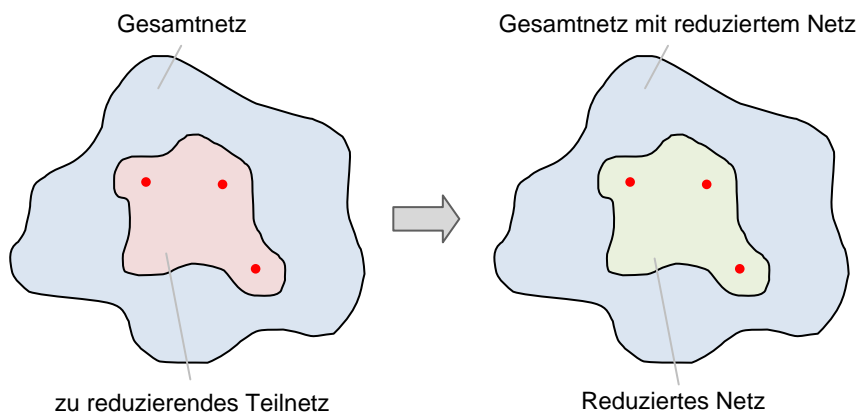 Gesamtnetz
Gesamtnetz mit reduziertem Netz
zu reduzierendes Teilnetz
Reduziertes Netz